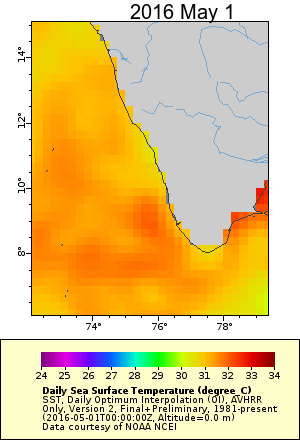 2016 May 1
14°
12°
10°
8°
74°
76°
78°
24 25 26 27 28 29 30 31 32 33 34
Daily Sea Surface Temperature (degree_C)
SST, Daily Optimum Interpolation (OI), AVHRR
Only, Version 2, Final+Preliminary, 1981-present
(2016-05-01T00:00:00Z, Altitude=0.0 m)
Data courtesy of NOAA NCEI